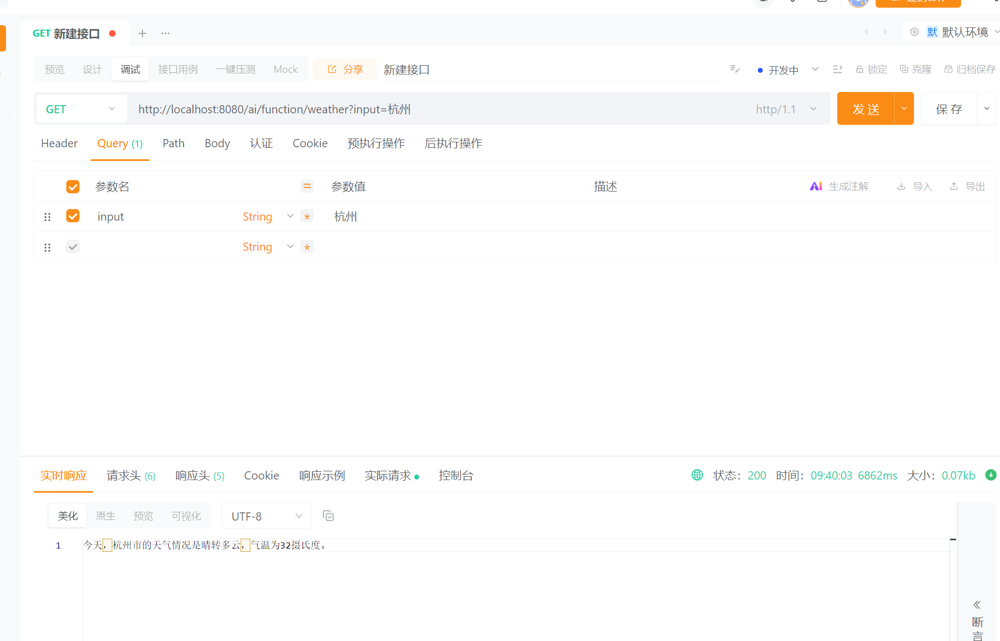 GET 新建接口
默 默认环境
预览 设计 调试 接口用例 一键压测 Mock 分享 新建接口 开发中 锁定 克隆 归档保存
GET http://localhost:8080/ai/function/weather?input=杭州 http/1.1 发送 保存
Header Query (1) Path Body 认证 Cookie 预执行操作 后执行操作
参数名 = 参数值 描述 AI 生成注解 导入 导出
input String * 杭州
String *
实时响应 请求头 (6) 响应头 (5) Cookie 响应示例 实际请求 控制台 状态: 200 时间: 09:40:03 6862ms 大小: 0.07kb
美化 原生 预览 可视化 UTF-8
1 今天，杭州市的天气情况是晴转多云，气温为32摄氏度。
断
言